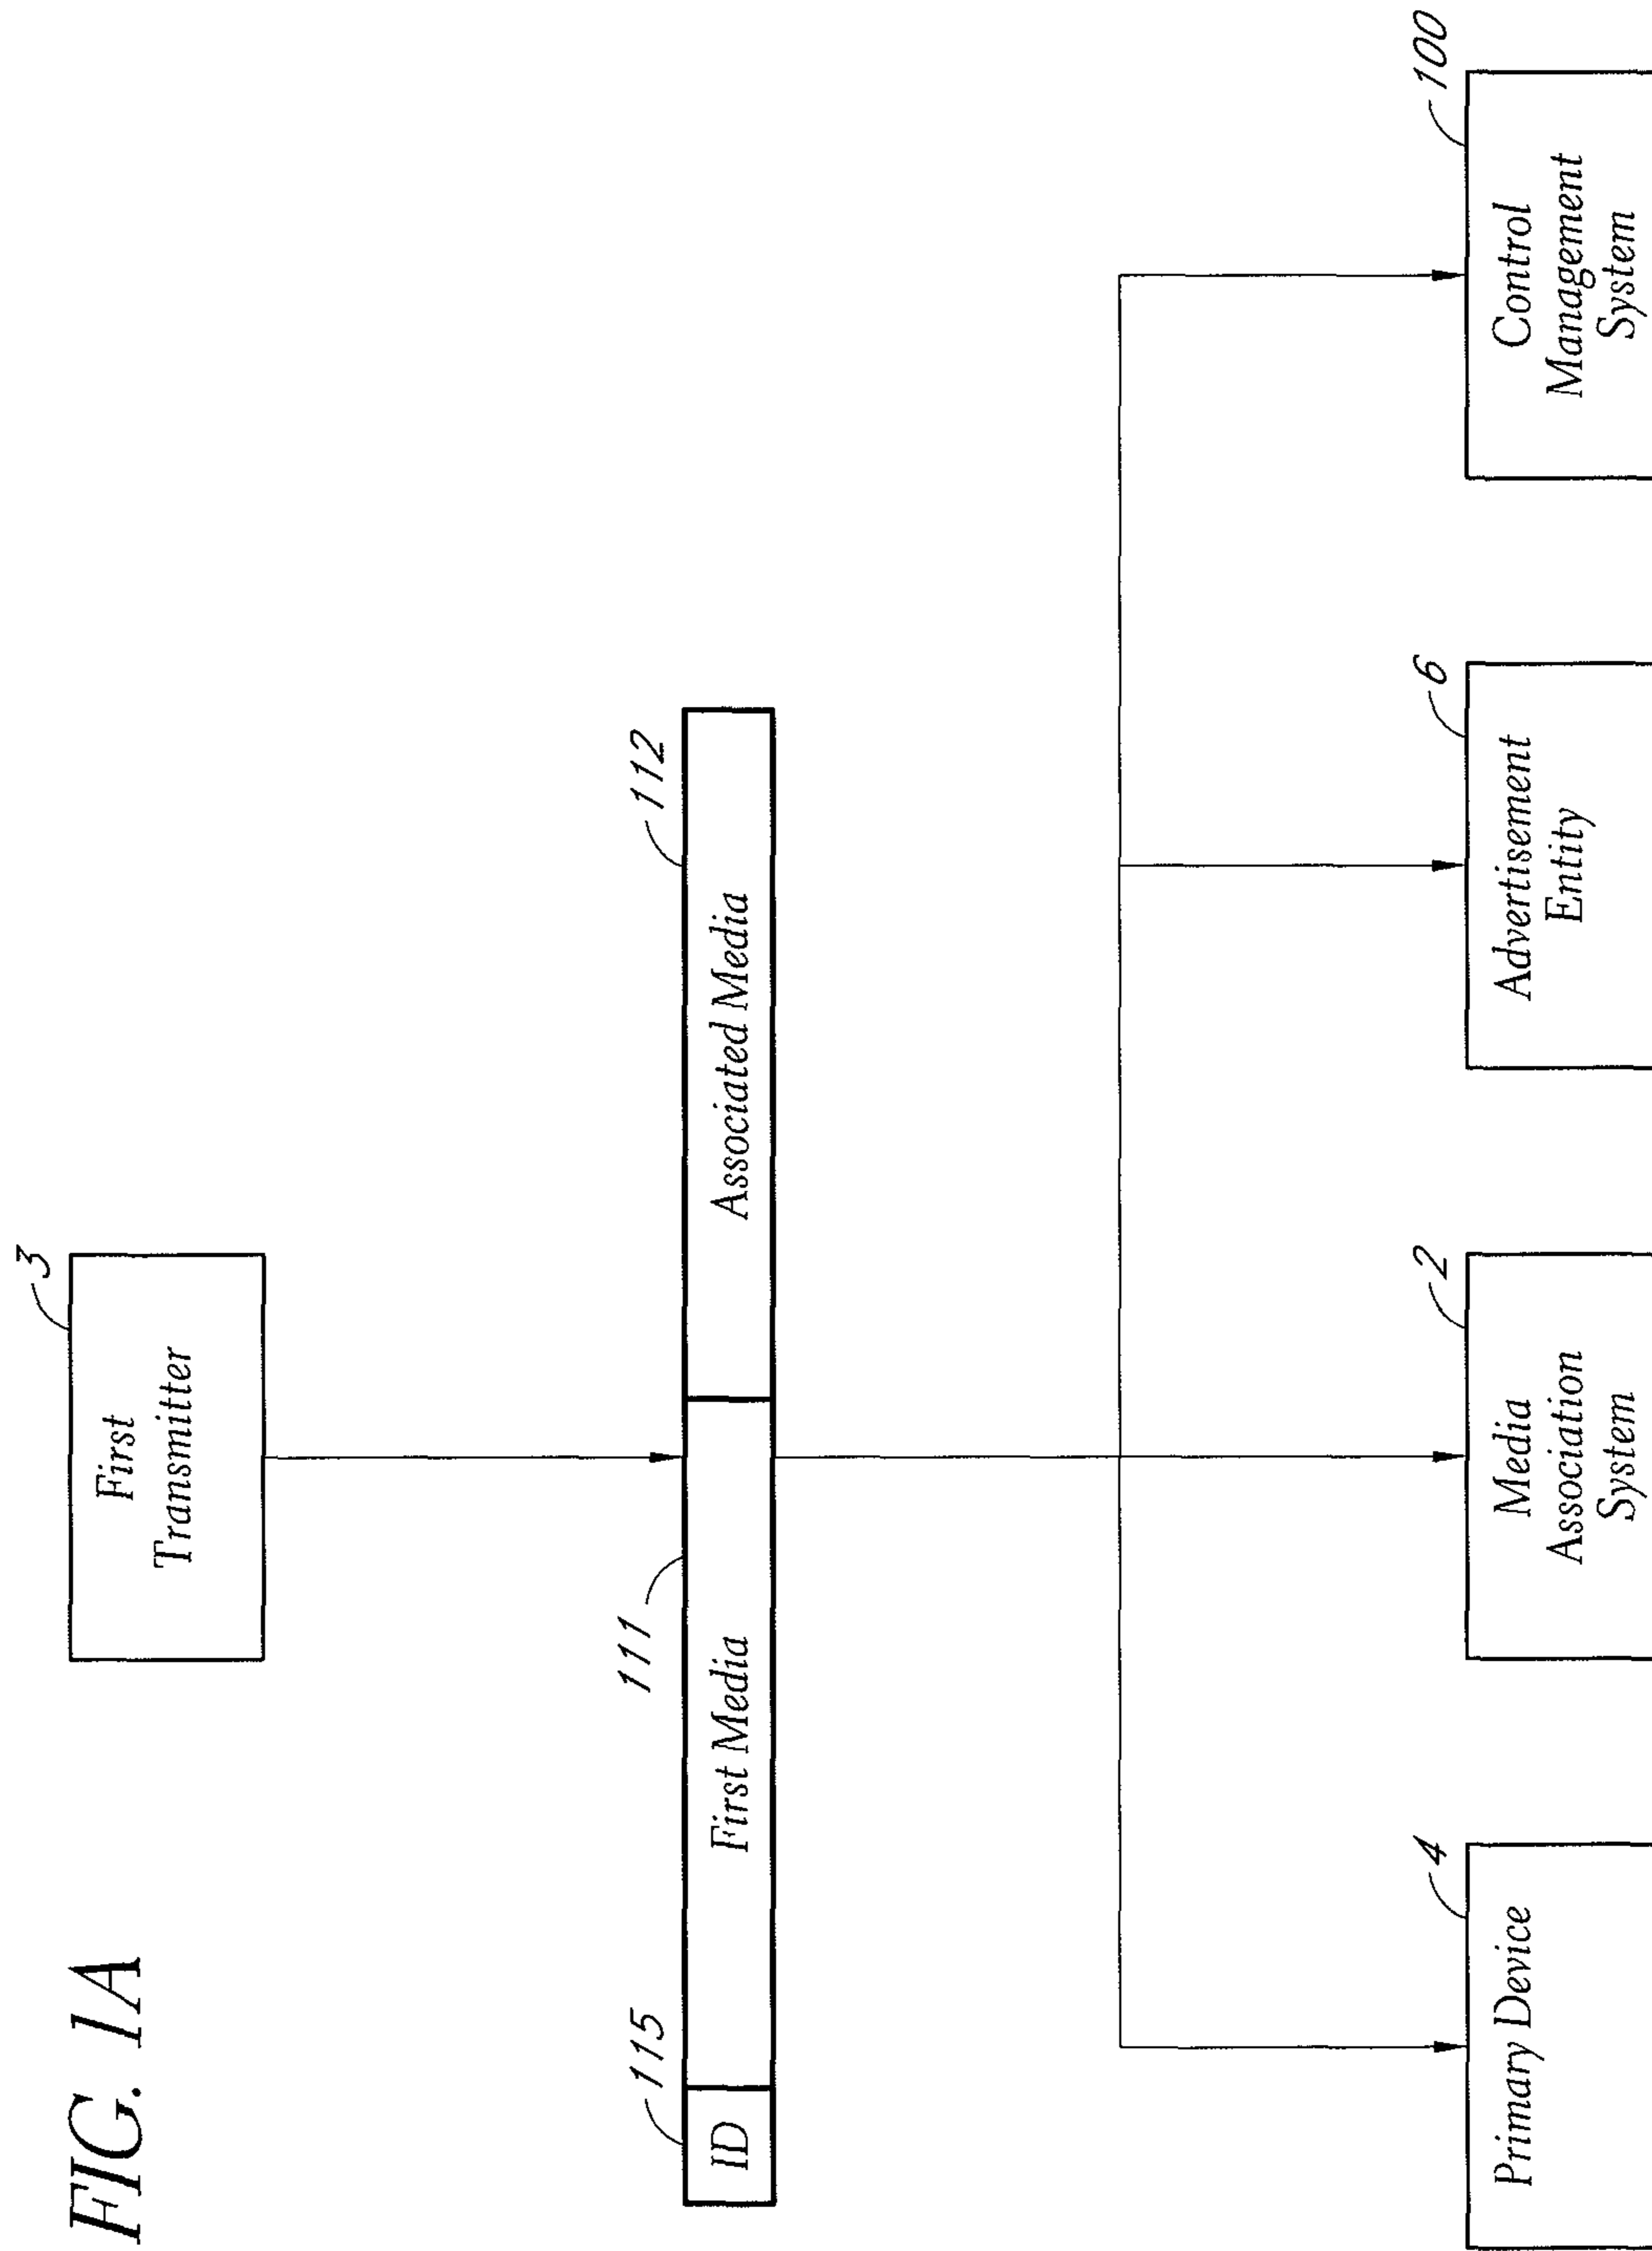 FIG. 1A
3
First
Transmitter
115
111
112
ID
First Media
Associated Media
4
2
6
100
Primary Device
Media
Association
System
Advertisement
Entity
Control
Management
System